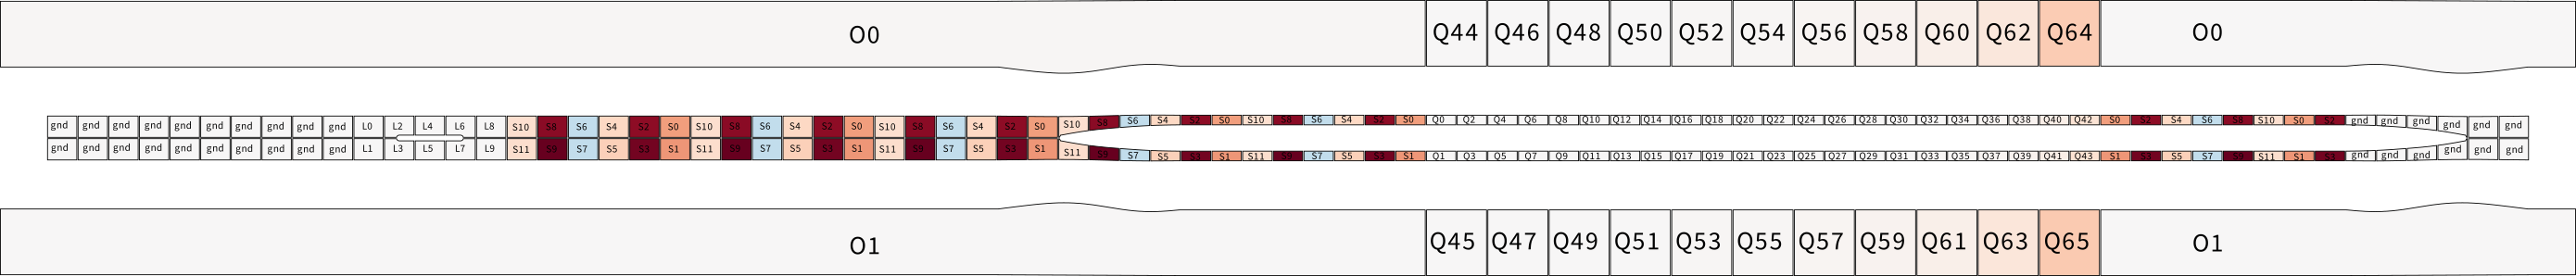 O0 Q44 Q46 Q48 Q50 Q52 Q54 Q56 Q58 Q60 Q62 Q64 O0
gnd gnd gnd gnd gnd gnd gnd gnd gnd gnd L0 L2 L4 L6 L8 S10 S8 S6 S4 S2 S0 S10 S8 S6 S4 S2 S0 S10 S8 S6 S4 S2 S0 S10 S8 S6 S4 S2 S0 S10 S8 S6 S4 S2 S0 Q0 Q2 Q4 Q6 Q8 Q10 Q12 Q14 Q16 Q18 Q20 Q22 Q24 Q26 Q28 Q30 Q32 Q34 Q36 Q38 Q40 Q42 S0 S2 S4 S6 S8 S10 S0 S2 gnd gnd gnd gnd gnd gnd
gnd gnd gnd gnd gnd gnd gnd gnd gnd gnd L1 L3 L5 L7 L9 S11 S9 S7 S5 S3 S1 S11 S9 S7 S5 S3 S1 S11 S9 S7 S5 S3 S1 S11 S9 S7 S5 S3 S1 S11 S9 S7 S5 S3 S1 Q1 Q3 Q5 Q7 Q9 Q11 Q13 Q15 Q17 Q19 Q21 Q23 Q25 Q27 Q29 Q31 Q33 Q35 Q37 Q39 Q41 Q43 S1 S3 S5 S7 S9 S11 S1 S3 gnd gnd gnd gnd gnd gnd
O1 Q45 Q47 Q49 Q51 Q53 Q55 Q57 Q59 Q61 Q63 Q65 O1